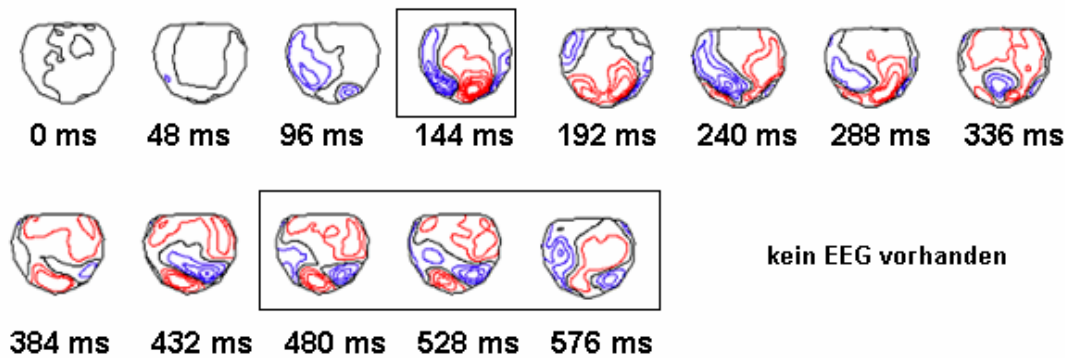 0 ms 48 ms 96 ms 144 ms 192 ms 240 ms 288 ms 336 ms
kein EEG vorhanden
384 ms 432 ms 480 ms 528 ms 576 ms